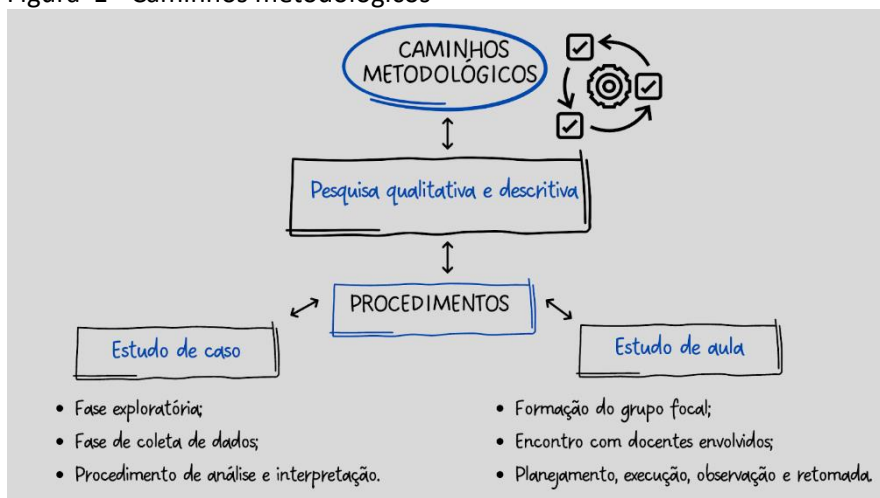 Figura 1 - Caminhos metodológicos
CAMINHOS
METODOLÓGICOS
Pesquisa qualitativa e descritiva
PROCEDIMENTOS
Estudo de caso
Estudo de aula
• Fase exploratória;
• Fase de coleta de dados;
• Procedimento de análise e interpretação.
• Formação do grupo focal;
• Encontro com docentes envolvidos;
• Planejamento, execução, observação e retomada.